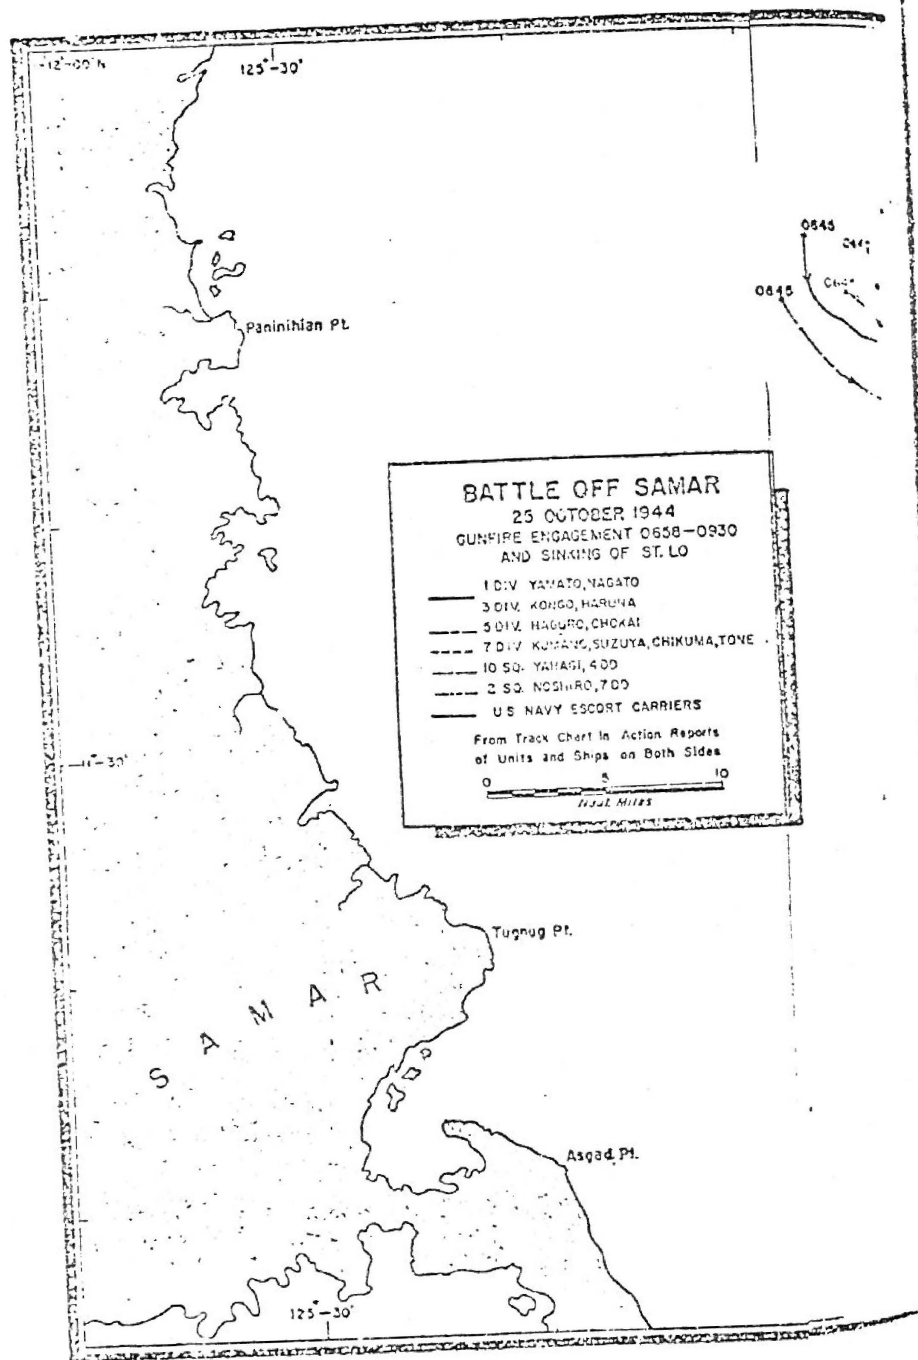 12°-00'N
125°-30'
0645
0645
Paninihian Pt.
BATTLE OFF SAMAR
25 OCTOBER 1944
GUNFIRE ENGAGEMENT 0658-0930
AND SINKING OF ST. LO
1 DIV. YAMATO, NAGATO
3 DIV. KONGO, HARUNA
5 DIV. HAGURO, CHOKAI
7 DIV. KUMANO, SUZUYA, CHIKUMA, TONE
10 SQ. YAHAGI, 4 DD
2 SQ. NOSHIRO, 7 DD
U S NAVY ESCORT CARRIERS
From Track Chart In Action Reports
of Units and Ships on Both Sides
0 5 10
Naut. Miles
11°-30'
Tugnug Pt.
SAMAR
Asgad Pt.
125°-30'